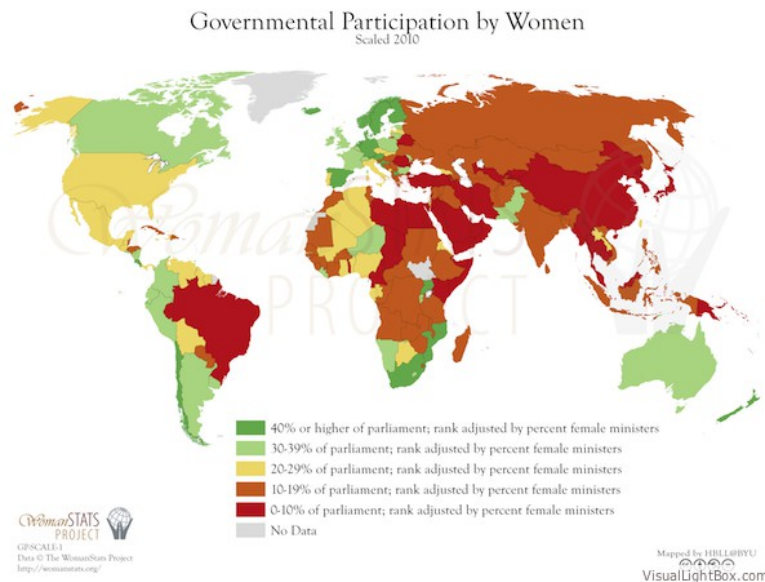 Governmental Participation by Women
Scaled 2010
WomanSTATS
PROJECT
40% or higher of parliament; rank adjusted by percent female ministers
30-39% of parliament; rank adjusted by percent female ministers
20-29% of parliament; rank adjusted by percent female ministers
10-19% of parliament; rank adjusted by percent female ministers
0-10% of parliament; rank adjusted by percent female ministers
No Data
WomanSTATS
PROJECT
GP-SCALE-1
Data © The WomanStats Project
http://womanstats.org/
Mapped by HBLL@BYU
VisualLightBox.com